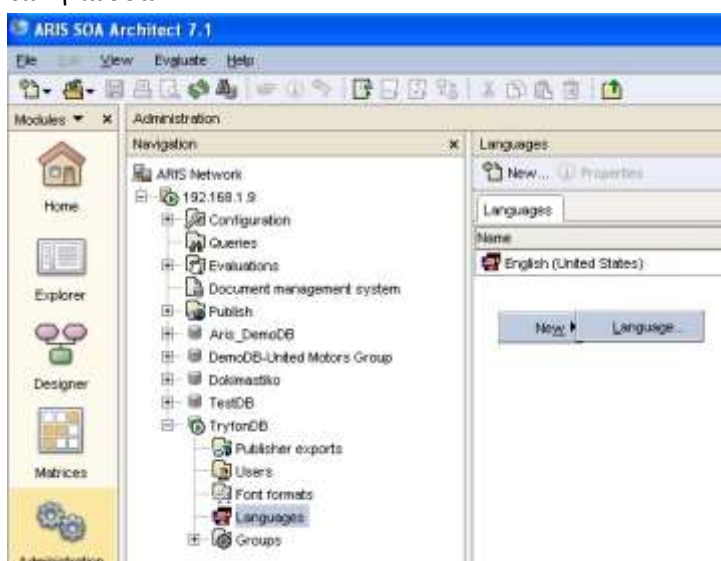 ARIS SOA Architect 7.1
File View Evaluate Help
Modules
Administration
Navigation
Languages
ARIS Network
New... Properties
192.168.1.9
Home
Languages
Configuration
Queries
Name
Evaluations
English (United States)
Document management system
Explorer
Publish
Aris_DemoDB
New Language...
DemoDB-United Motors Group
Designer
Dokimastiko
TestDB
TryfonDB
Publisher exports
Users
Matrices
Font formats
Languages
Groups